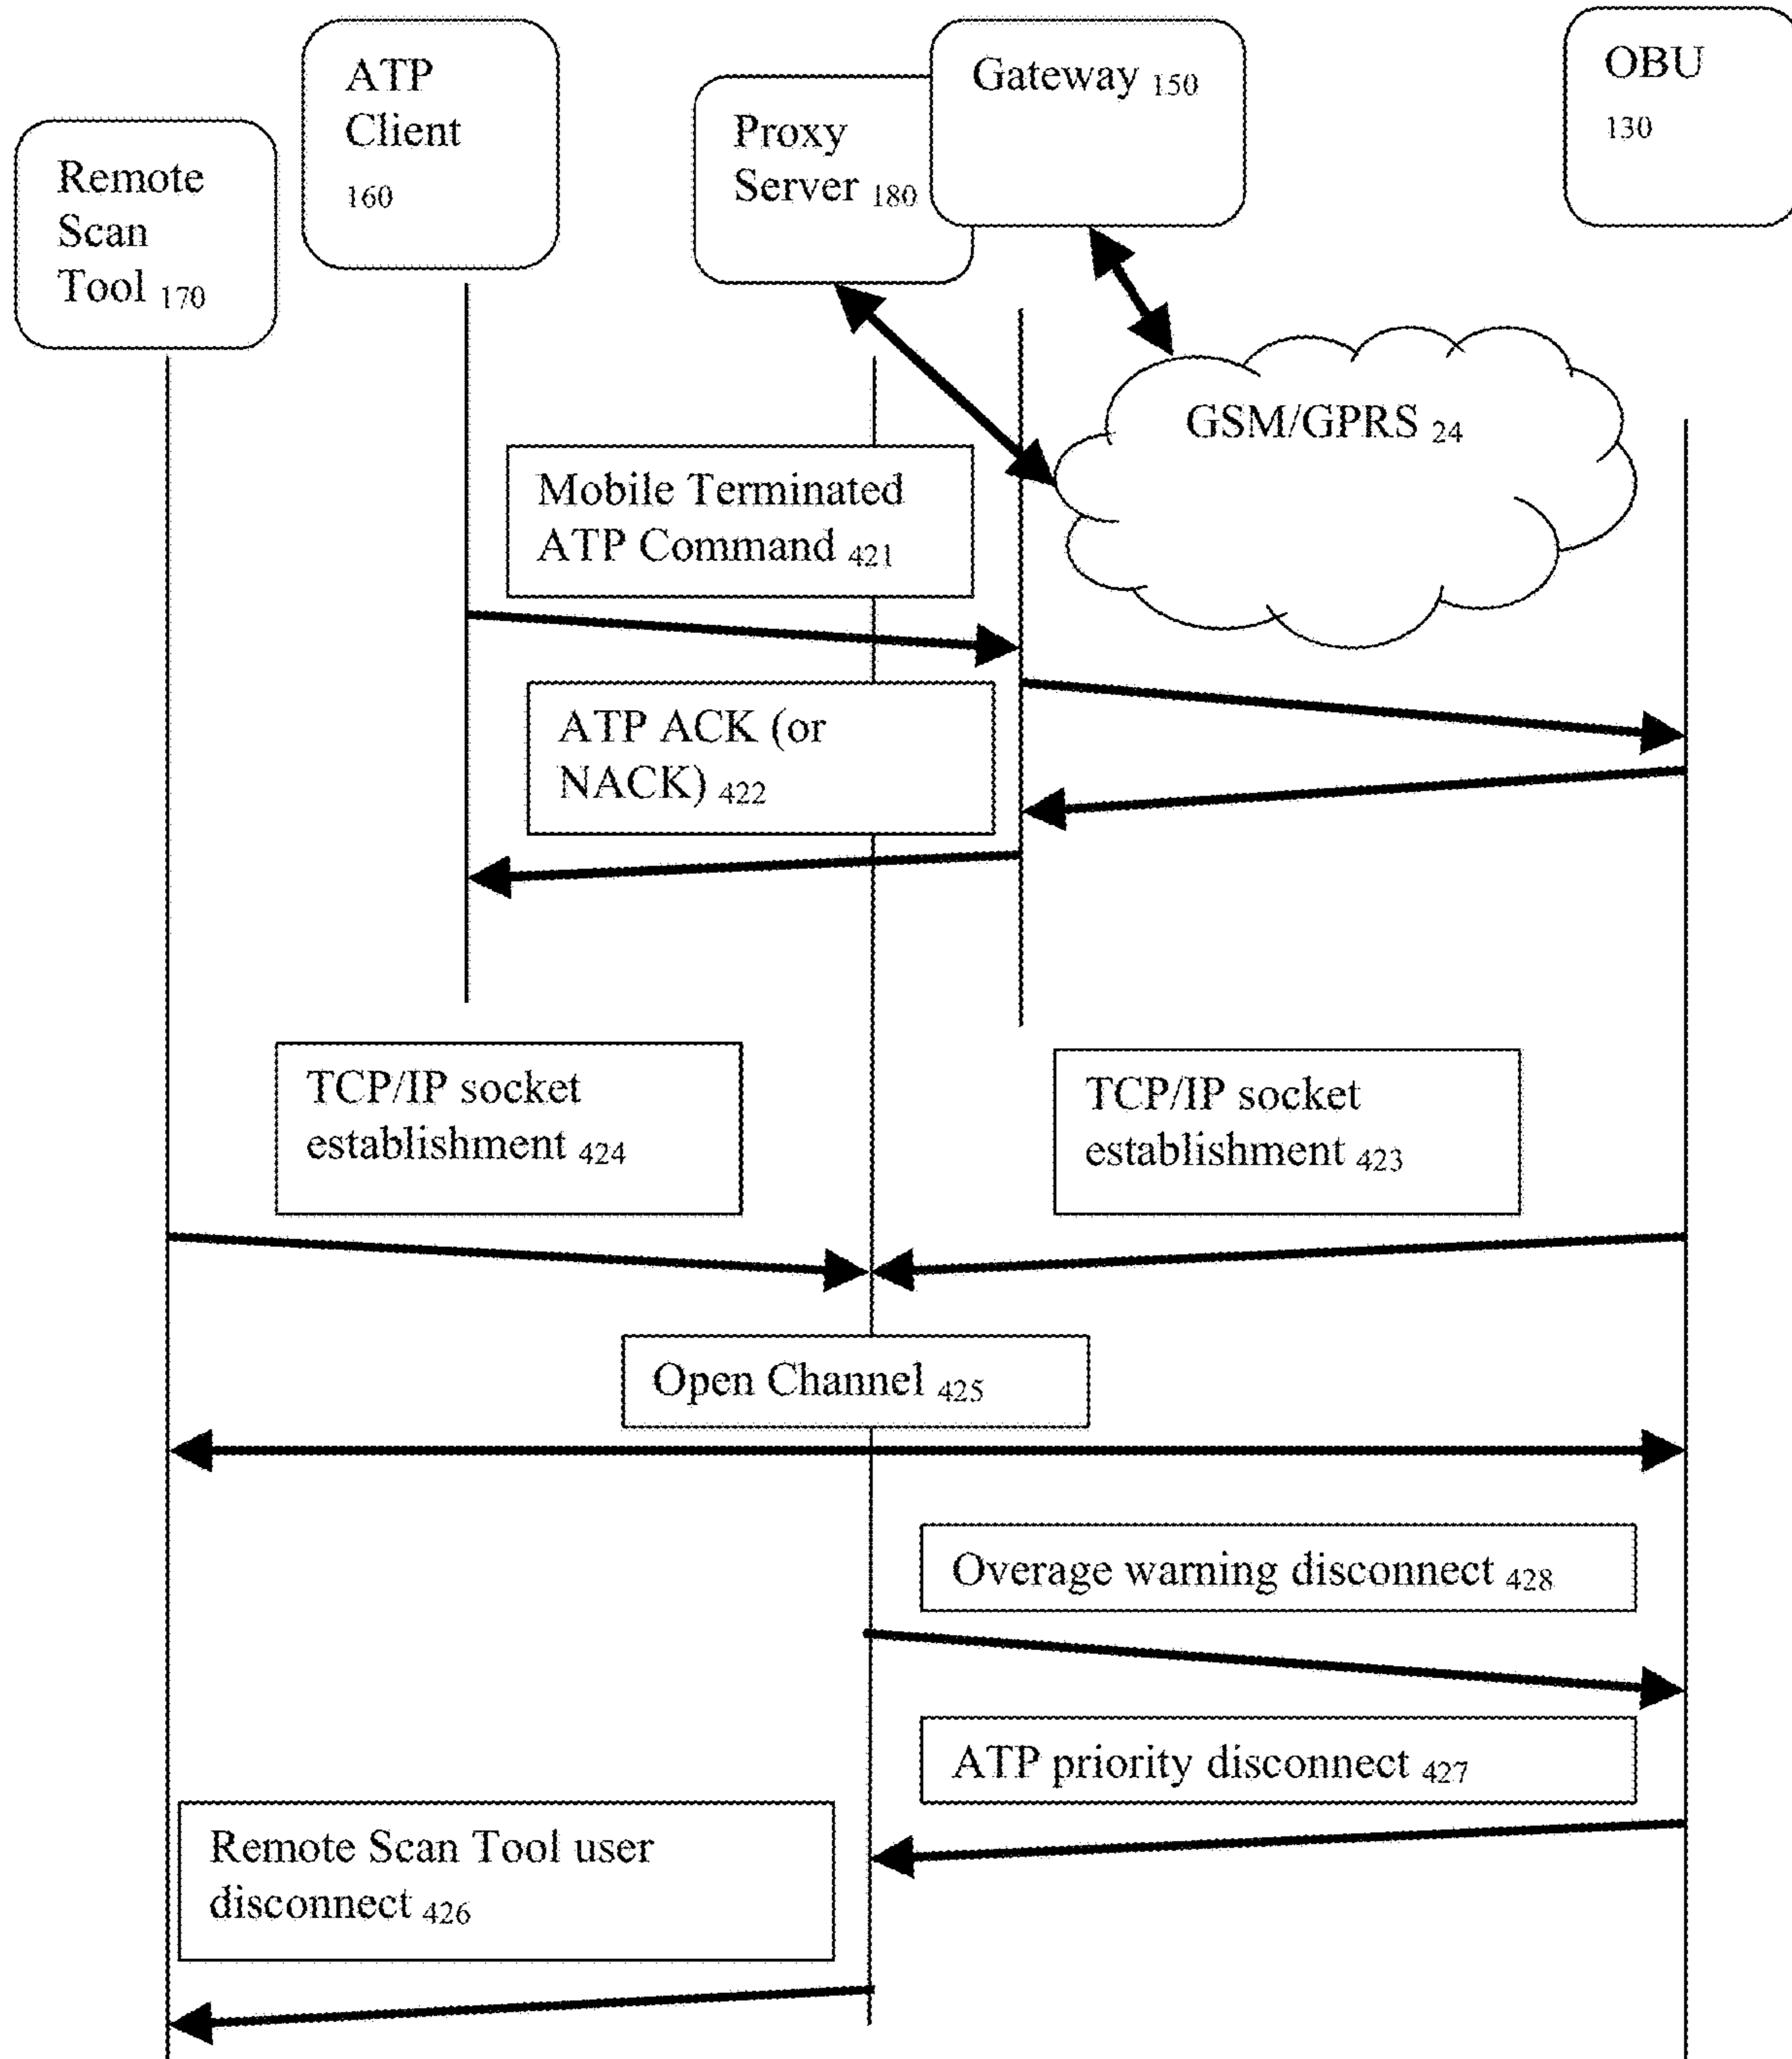 Remote
Scan
Tool 170
ATP
Client
160
Proxy
Server 180
Gateway 150
OBU
130
GSM/GPRS 24
Mobile Terminated
ATP Command 421
ATP ACK (or
NACK) 422
TCP/IP socket
establishment 424
TCP/IP socket
establishment 423
Open Channel 425
Overage warning disconnect 428
ATP priority disconnect 427
Remote Scan Tool user
disconnect 426